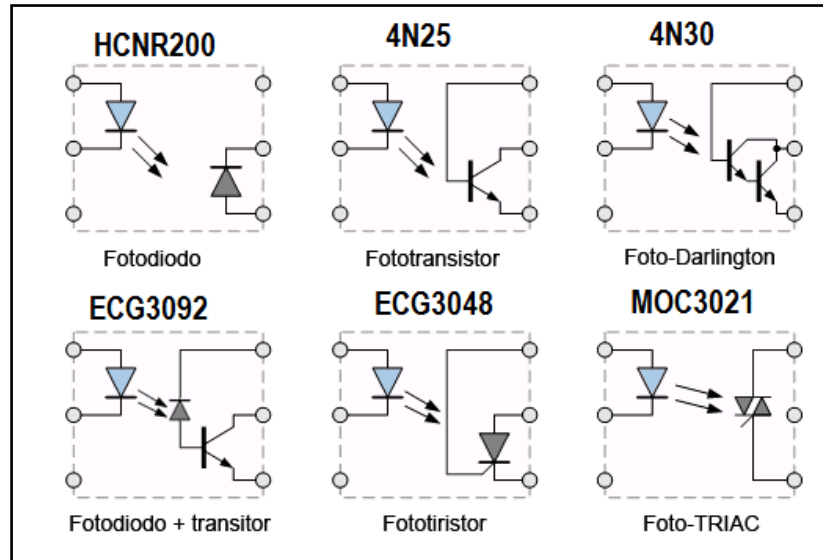 HCNR200
4N25
4N30
Fotodiodo
Fototransistor
Foto-Darlington
ECG3092
ECG3048
MOC3021
Fotodiodo + transitor
Fototiristor
Foto-TRIAC